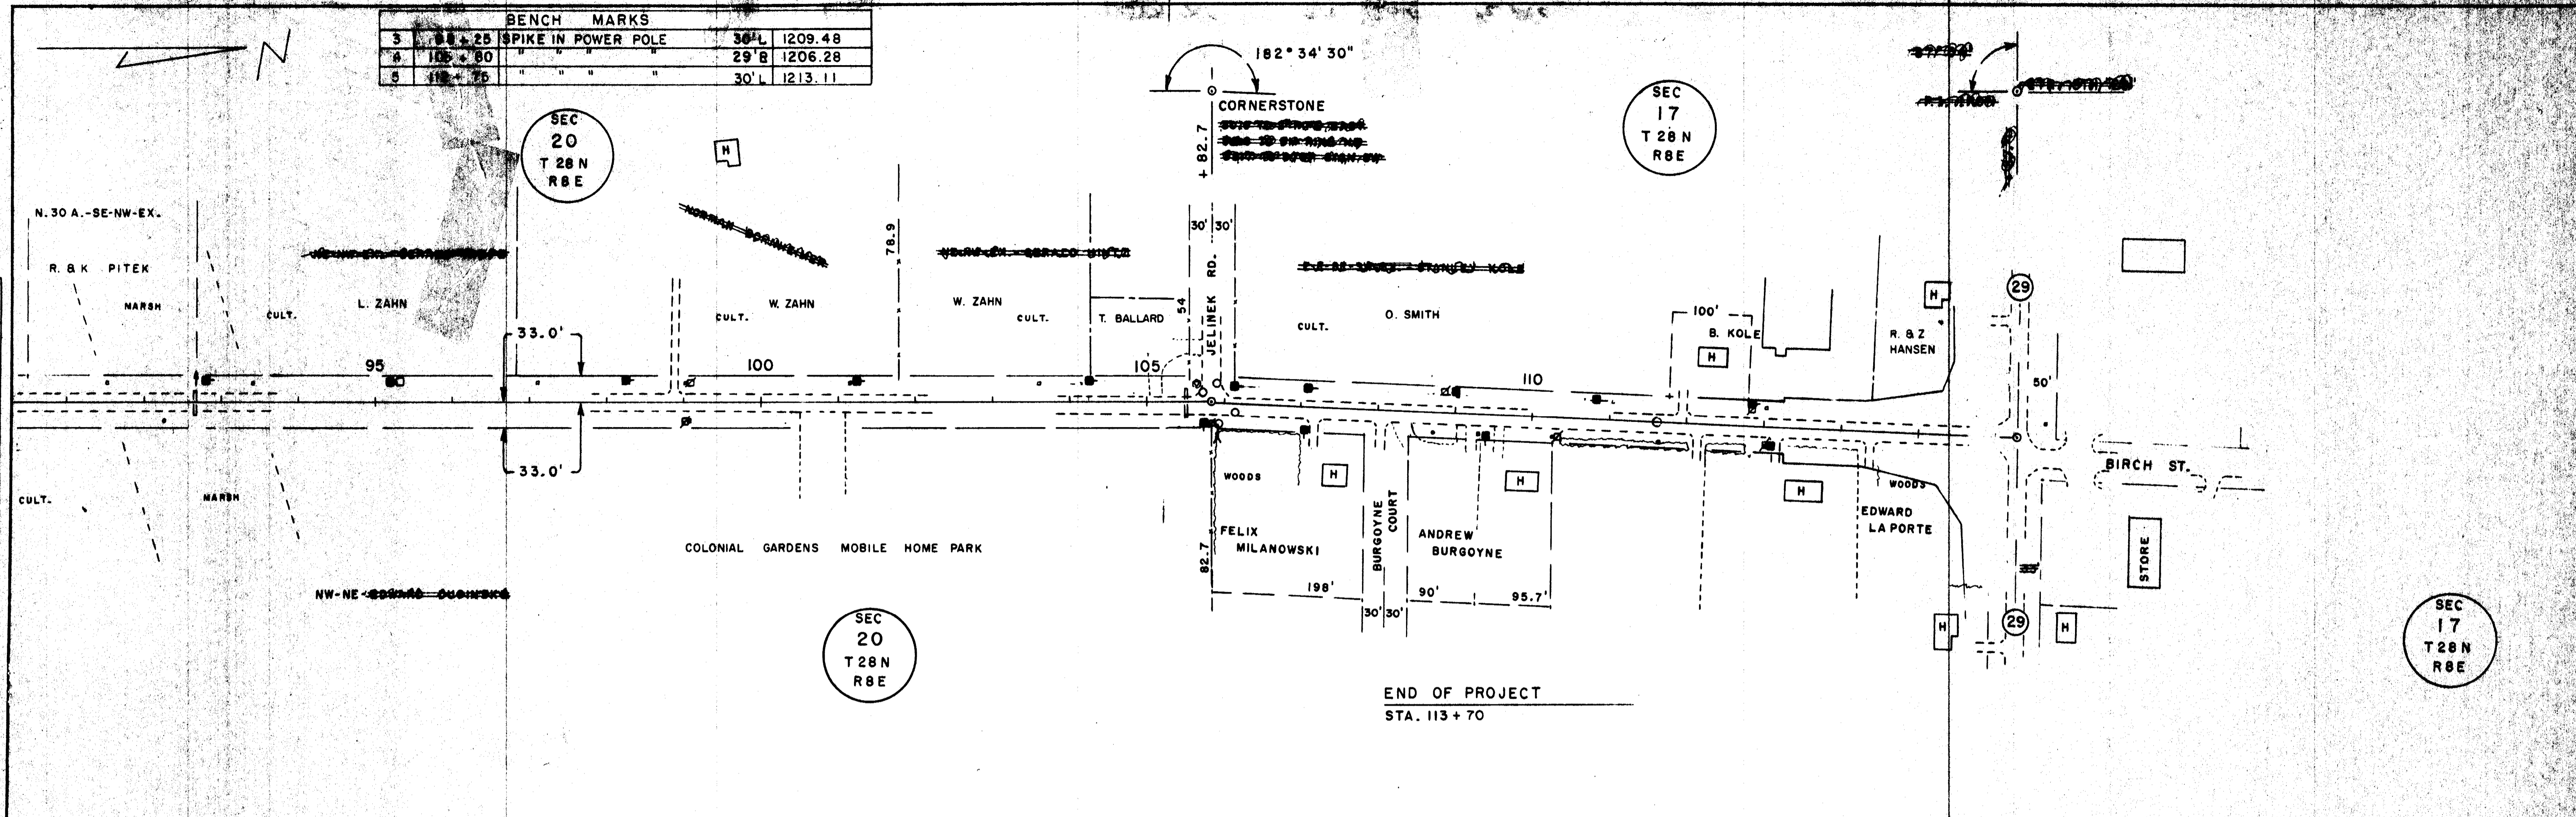 BENCH MARKS
3 + 25 SPIKE IN POWER POLE 30' L 1209.48
4 105 + 80 " " " " 29' R 1206.28
5 + 75 " " " " 30' L 1213.11
N
182° 34' 30"
CORNERSTONE
+ 82.7
SEC
20
T 28 N
R8E
H
SEC
17
T 28 N
R8E
N. 30 A.-SE-NW-EX.
R. & K PITEK
MARSH
CULT.
L. ZAHN
33.0'
78.9
CULT.
W. ZAHN
W. ZAHN
CULT.
T. BALLARD
54
30' 30'
JELINEK RD.
CULT.
O. SMITH
100'
B. KOLE
H
H
R. & Z
HANSEN
29
50'
95
100
105
110
33.0'
CULT.
MARSH
WOODS
H
H
H
WOODS
BIRCH ST.
FELIX
MILANOWSKI
BURGOYNE
COURT
ANDREW
BURGOYNE
EDWARD
LA PORTE
STORE
COLONIAL GARDENS MOBILE HOME PARK
82.7
198'
30' 30'
90'
95.7'
NW-NE
SEC
20
T 28 N
R8E
H
29
H
SEC
17
T 28 N
R8E
END OF PROJECT
STA. 113 + 70